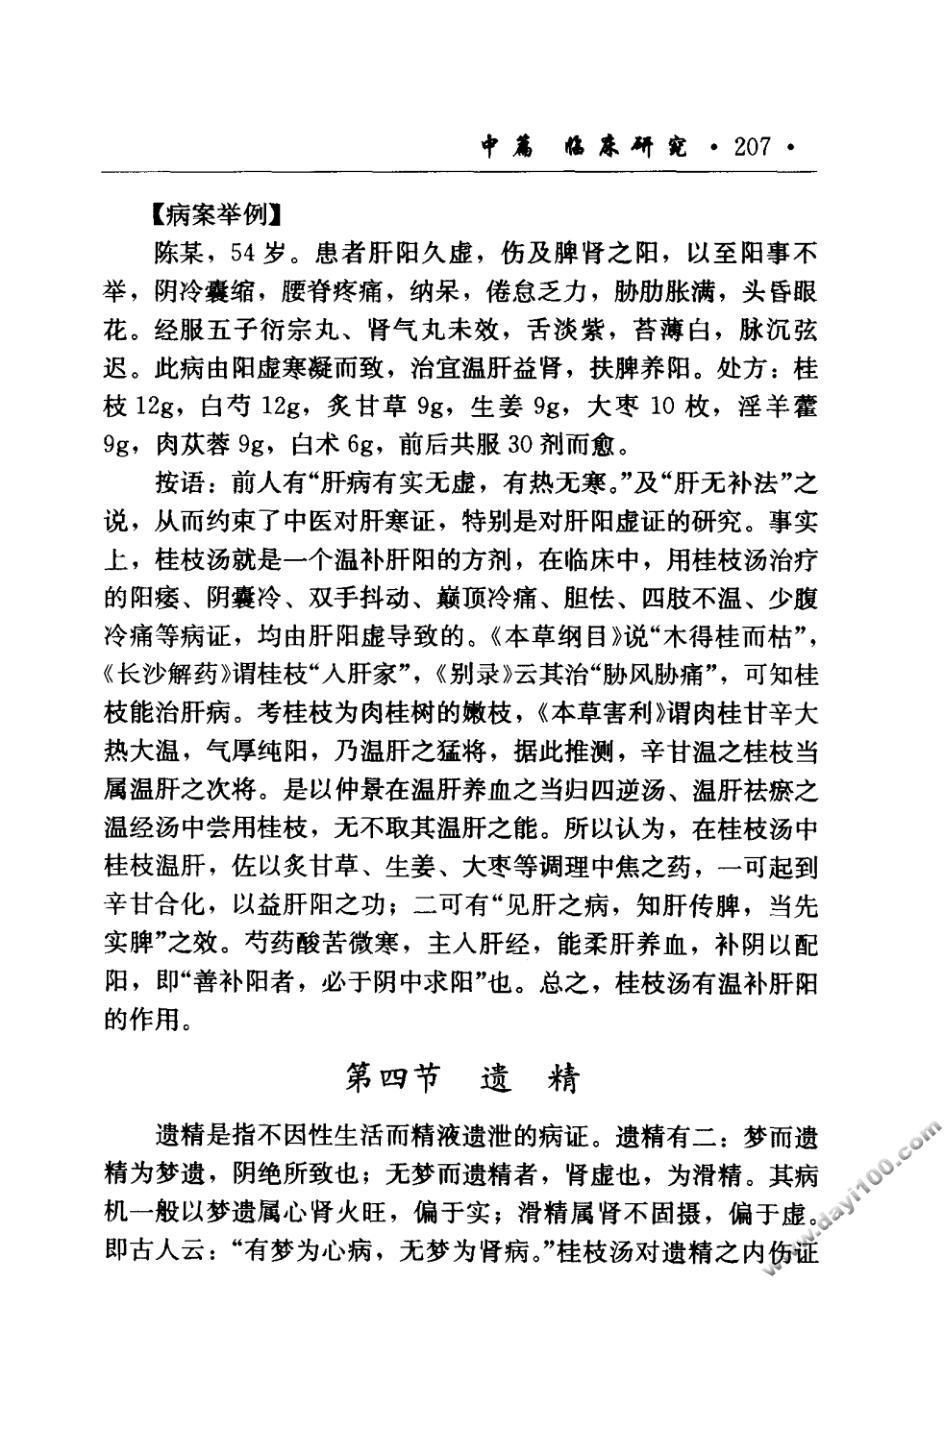 中篇 临床研究 · 207 ·
【病案举例】
陈某，54 岁。患者肝阳久虚，伤及脾肾之阳，以至阳事不
举，阴冷囊缩，腰脊疼痛，纳呆，倦怠乏力，胁肋胀满，头昏眼
花。经服五子衍宗丸、肾气丸未效，舌淡紫，苔薄白，脉沉弦
迟。此病由阳虚寒凝而致，治宜温肝益肾，扶脾养阳。处方：桂
枝 12g，白芍 12g，炙甘草 9g，生姜 9g，大枣 10 枚，淫羊藿
9g，肉苁蓉 9g，白术 6g，前后共服 30 剂而愈。
按语：前人有“肝病有实无虚，有热无寒。”及“肝无补法”之
说，从而约束了中医对肝寒证，特别是对肝阳虚证的研究。事实
上，桂枝汤就是一个温补肝阳的方剂，在临床中，用桂枝汤治疗
的阳痿、阴囊冷、双手抖动、巅顶冷痛、胆怯、四肢不温、少腹
冷痛等病证，均由肝阳虚导致的。《本草纲目》说“木得桂而枯”，
《长沙解药》谓桂枝“入肝家”，《别录》云其治“胁风胁痛”，可知桂
枝能治肝病。考桂枝为肉桂树的嫩枝，《本草害利》谓肉桂甘辛大
热大温，气厚纯阳，乃温肝之猛将，据此推测，辛甘温之桂枝当
属温肝之次将。是以仲景在温肝养血之当归四逆汤、温肝祛瘀之
温经汤中尝用桂枝，无不取其温肝之能。所以认为，在桂枝汤中
桂枝温肝，佐以炙甘草、生姜、大枣等调理中焦之药，一可起到
辛甘合化，以益肝阳之功；二可有“见肝之病，知肝传脾，当先
实脾”之效。芍药酸苦微寒，主入肝经，能柔肝养血，补阴以配
阳，即“善补阳者，必于阴中求阳”也。总之，桂枝汤有温补肝阳
的作用。
第四节 遗 精
遗精是指不因性生活而精液遗泄的病证。遗精有二：梦而遗
精为梦遗，阴绝所致也；无梦而遗精者，肾虚也，为滑精。其病
机一般以梦遗属心肾火旺，偏于实；滑精属肾不固摄，偏于虚。
即古人云：“有梦为心病，无梦为肾病。”桂枝汤对遗精之内伤证
www.dayi100.com